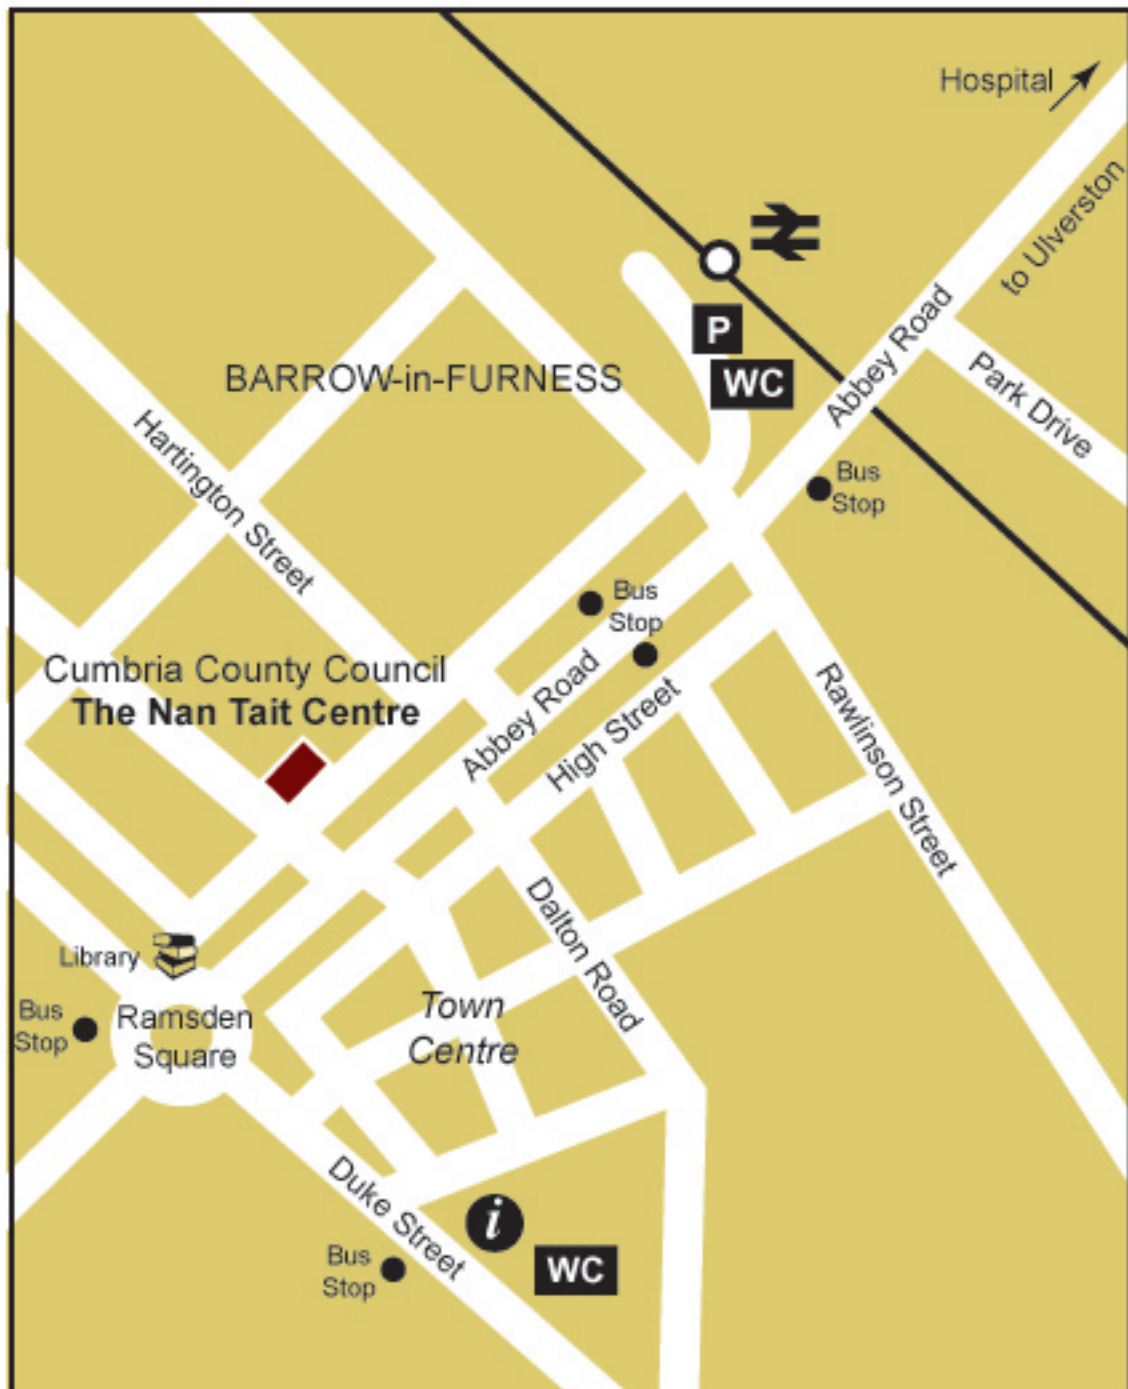 Hospital
to Ulverston
Abbey Road
P
WC
Park Drive
BARROW-in-FURNESS
Hartington Street
Bus
Stop
Bus
Stop
Cumbria County Council
The Nan Tait Centre
Abbey Road
High Street
Rawlinson Street
Dalton Road
Library
Bus
Stop
Ramsden
Square
Town
Centre
Duke Street
i
WC
Bus
Stop